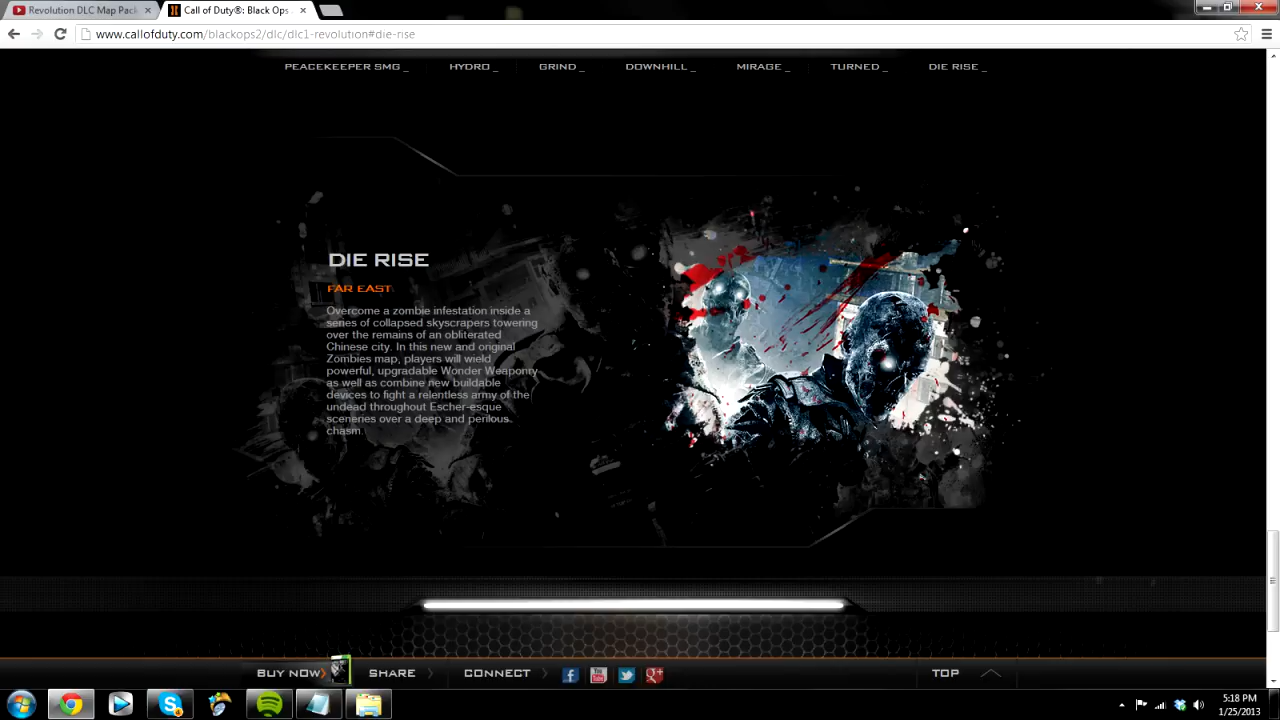 Revolution DLC Map Pack
Call of Duty®: Black Ops
www.callofduty.com/blackops2/dlc/dlc1-revolution#die-rise
PEACEKEEPER SMG _ HYDRO _ GRIND _ DOWNHILL _ MIRAGE _ TURNED _ DIE RISE _
DIE RISE
FAR EAST
Overcome a zombie infestation inside a
series of collapsed skyscrapers towering
over the remains of an obliterated
Chinese city. In this new and original
Zombies map, players will wield
powerful, upgradable Wonder Weaponry
as well as combine new buildable
devices to fight a relentless army of the
undead throughout Escher-esque
sceneries over a deep and perilous
chasm.
BUY NOW SHARE CONNECT TOP
5:18 PM
1/25/2013